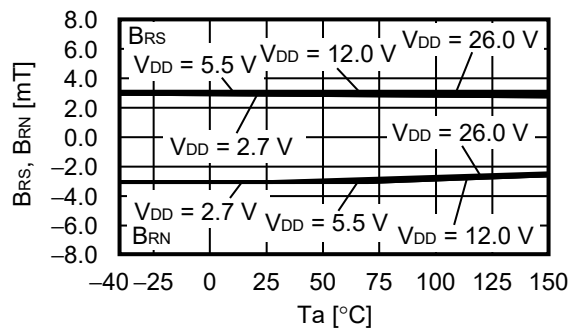 8.0
6.0
4.0
2.0
0.0
–2.0
–4.0
–6.0
–8.0
BRS, BRN [mT]
BRS
VDD = 5.5 V
VDD = 12.0 V
VDD = 26.0 V
VDD = 2.7 V
VDD = 26.0 V
VDD = 2.7 V
VDD = 5.5 V
VDD = 12.0 V
BRN
–40 –25 0 25 50 75 100 125 150
Ta [°C]